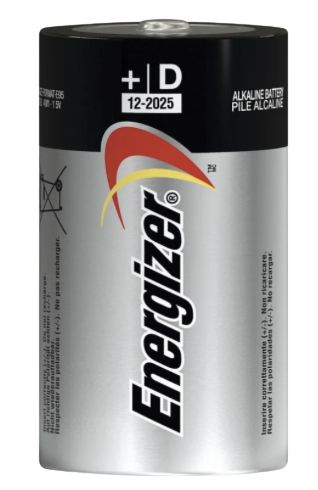 + D
12-2025
ALKALINE BATTERY
PILE ALCALINE
Energizer®
™
Respecter les polarités (+/-). Ne pas recharger.
Inserire correttamente (+/-). Non ricaricare.
Respetar las polaridades (+/-). No recargar.